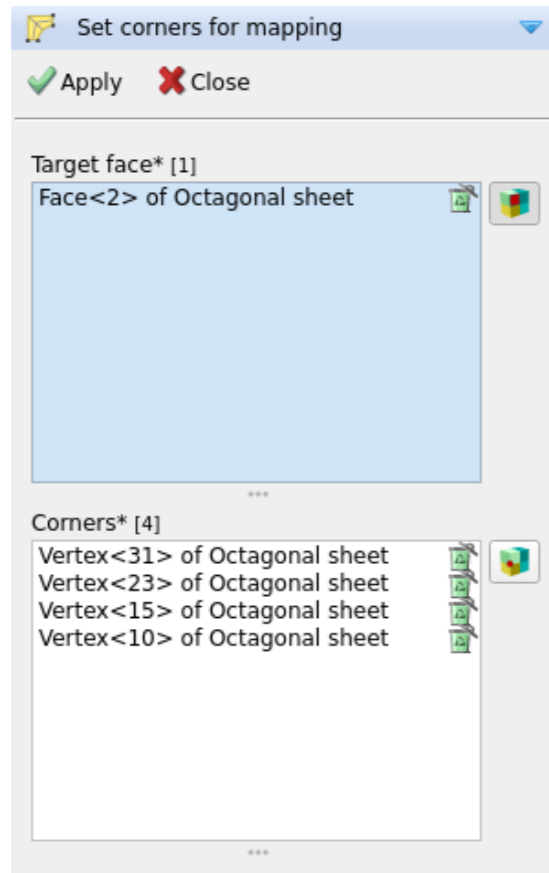 Set corners for mapping
Apply Close
Target face* [1]
Face<2> of Octagonal sheet
Corners* [4]
Vertex<31> of Octagonal sheet
Vertex<23> of Octagonal sheet
Vertex<15> of Octagonal sheet
Vertex<10> of Octagonal sheet